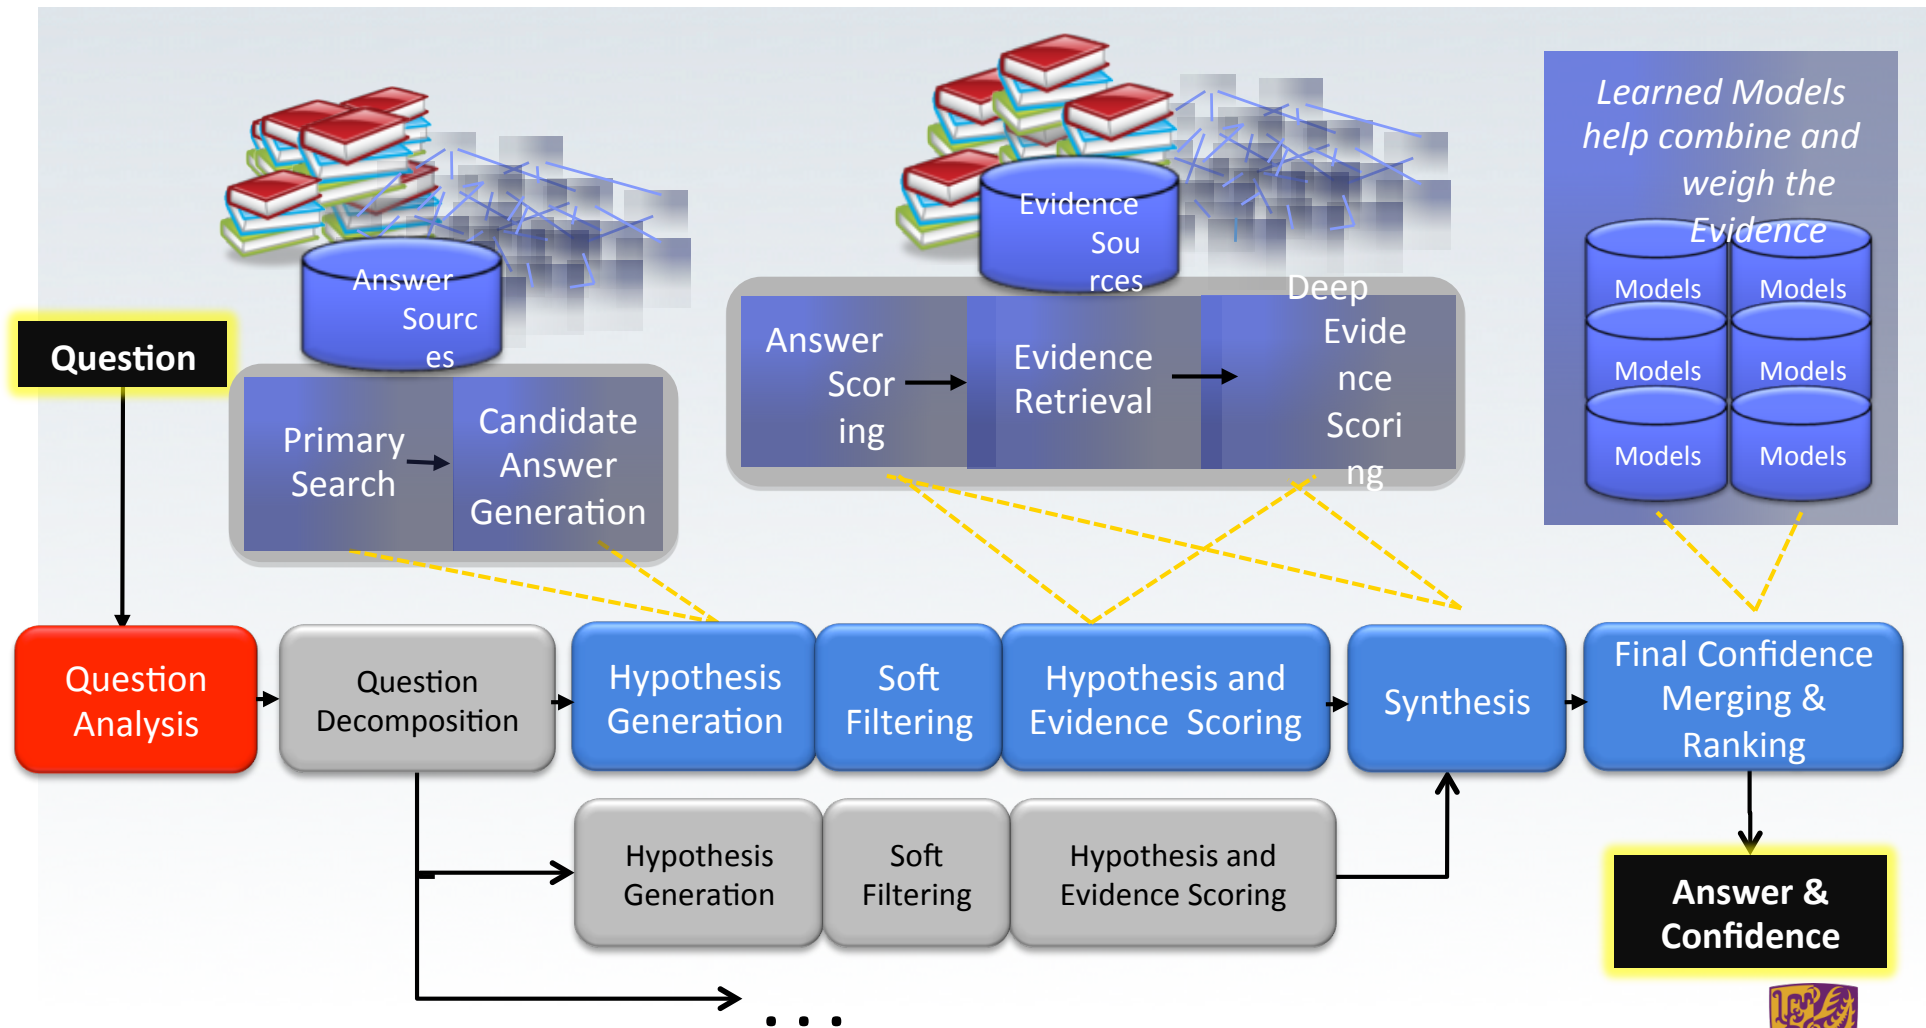 Learned Models
help combine and
weigh the
Evidence
Models
Models
Models
Models
Models
Models
Evidence
Sou
rces
Answer
Sourc
es
Question
Primary
Search
Candidate
Answer
Generation
Answer
Scor
ing
Evidence
Retrieval
Deep
Evide
nce
Scori
ng
Question
Analysis
Question
Decomposition
Hypothesis
Generation
Soft
Filtering
Hypothesis and
Evidence Scoring
Synthesis
Final Confidence
Merging &
Ranking
Hypothesis
Generation
Soft
Filtering
Hypothesis and
Evidence Scoring
Answer &
Confidence
. . .